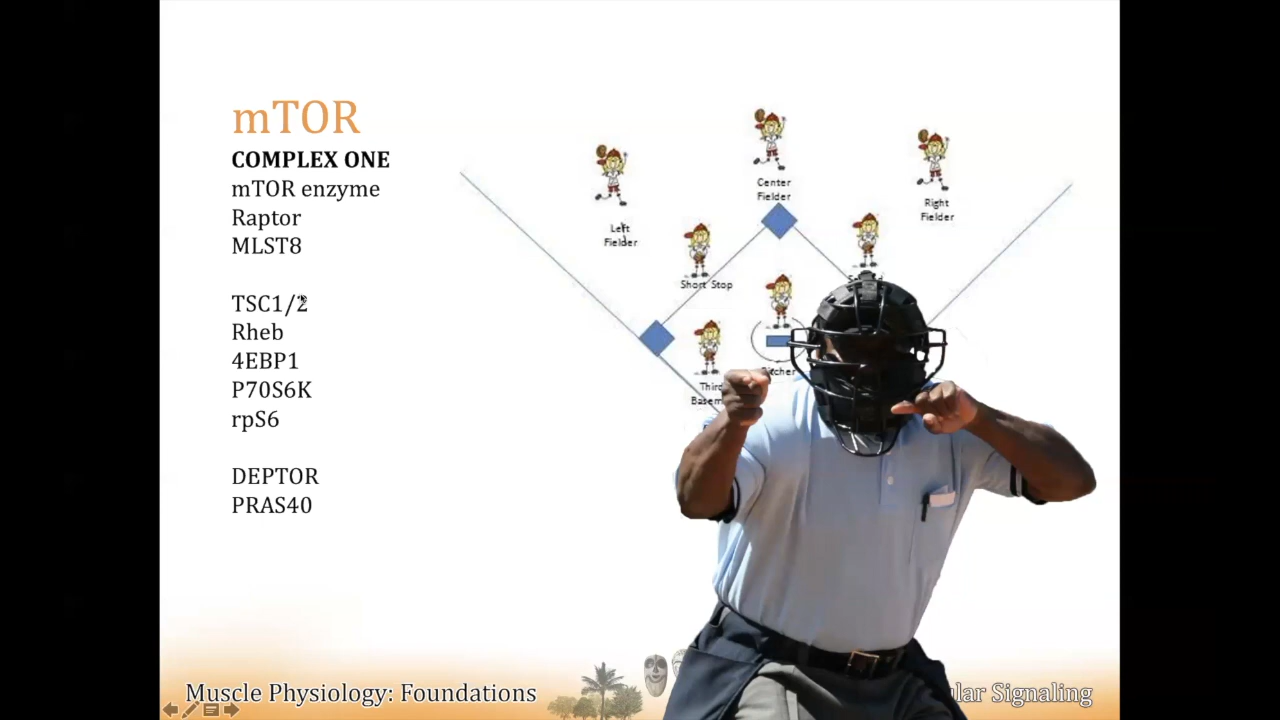 mTOR
COMPLEX ONE
mTOR enzyme
Raptor
MLST8
TSC1/2
Rheb
4EBP1
P70S6K
rpS6
DEPTOR
PRAS40
Center
Fielder
Right
Fielder
Left
Fielder
Short Stop
Third
Muscle Physiology: Foundations
Signaling